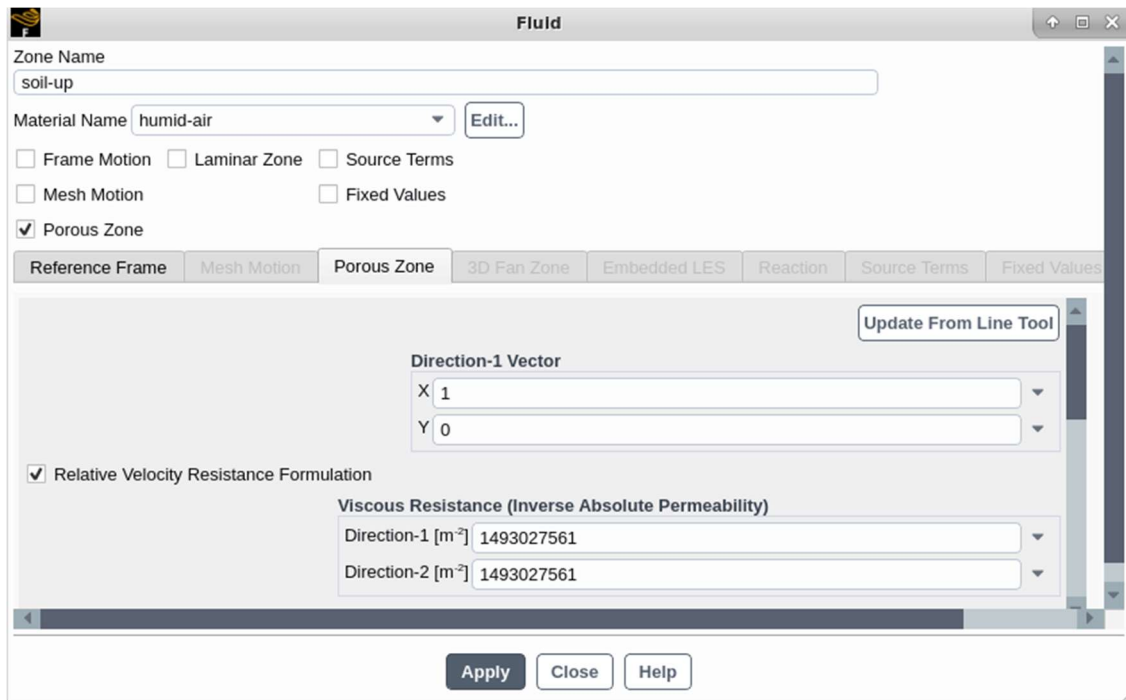 Fluid
Zone Name
soil-up
Material Name humid-air Edit...
Frame Motion Laminar Zone Source Terms
Mesh Motion Fixed Values
Porous Zone
Reference Frame Mesh Motion Porous Zone 3D Fan Zone Embedded LES Reaction Source Terms Fixed Values
Update From Line Tool
Direction-1 Vector
X 1
Y 0
Relative Velocity Resistance Formulation
Viscous Resistance (Inverse Absolute Permeability)
Direction-1 [m⁻²] 1493027561
Direction-2 [m⁻²] 1493027561
Apply Close Help